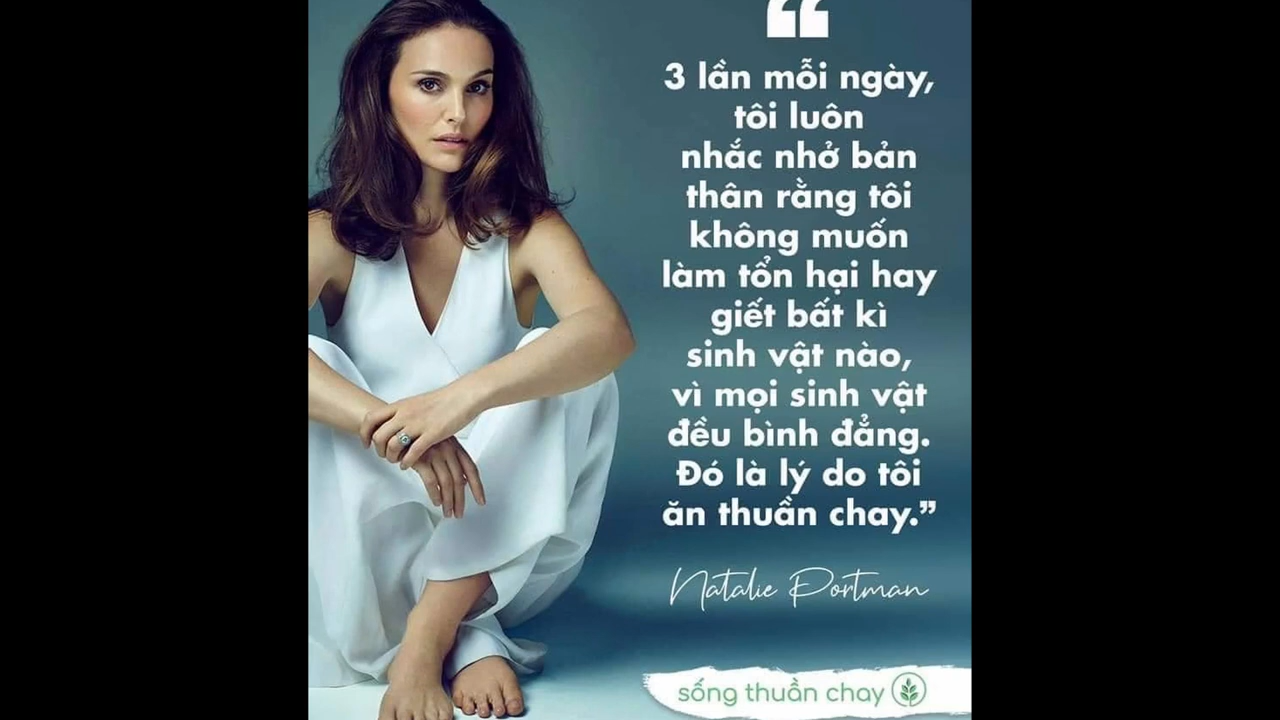 “
3 lần mỗi ngày,
tôi luôn
nhắc nhở bản
thân rằng tôi
không muốn
làm tổn hại hay
giết bất kì
sinh vật nào,
vì mọi sinh vật
đều bình đẳng.
Đó là lý do tôi
ăn thuần chay.”
Natalie Portman
sống thuần chay